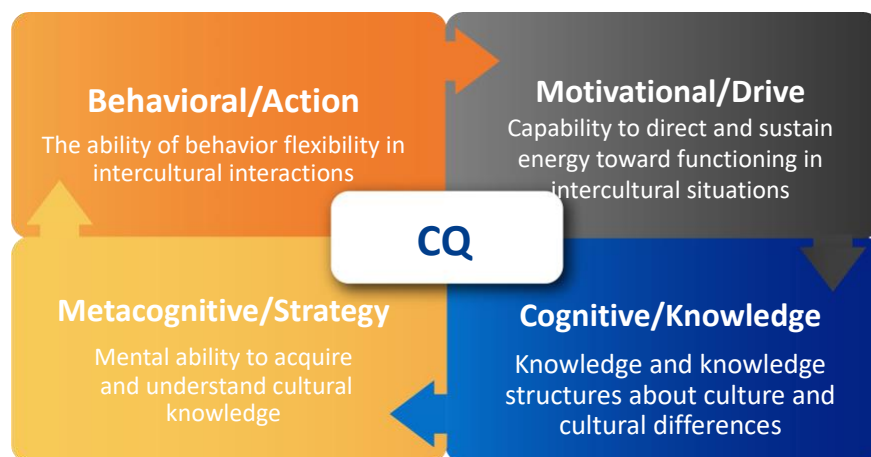 Behavioral/Action
The ability of behavior flexibility in
intercultural interactions
Motivational/Drive
Capability to direct and sustain
energy toward functioning in
intercultural situations
CQ
Metacognitive/Strategy
Mental ability to acquire
and understand cultural
knowledge
Cognitive/Knowledge
Knowledge and knowledge
structures about culture and
cultural differences